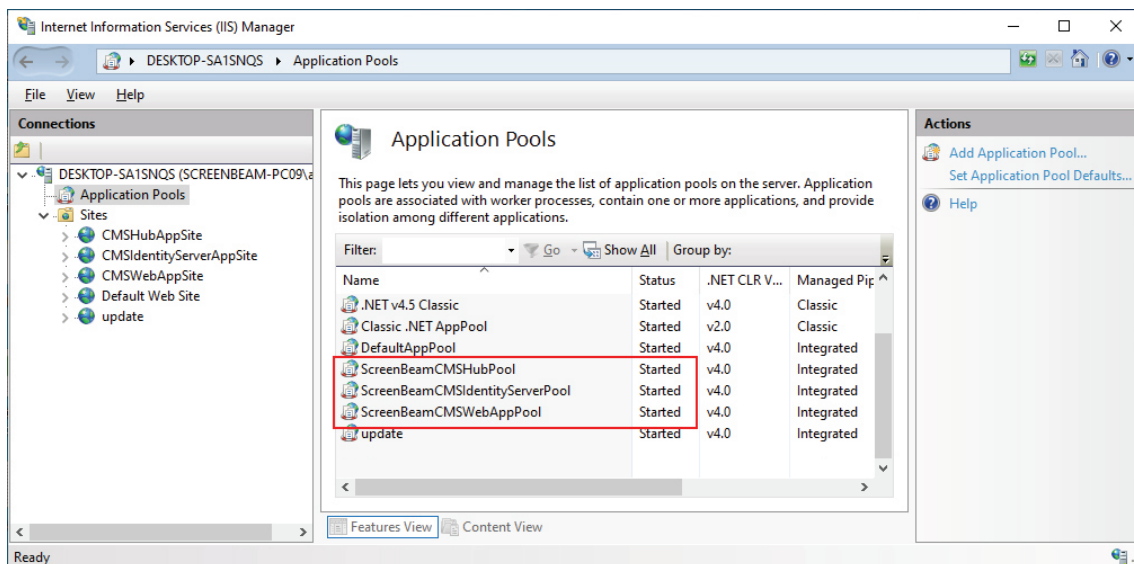 Internet Information Services (IIS) Manager
DESKTOP-SA1SNQS Application Pools
File View Help
Connections
DESKTOP-SA1SNQS (SCREENBEAM-PC09\a
Application Pools
Sites
CMSHubAppSite
CMSIdentityServerAppSite
CMSWebAppSite
Default Web Site
update
Application Pools
This page lets you view and manage the list of application pools on the server. Application
pools are associated with worker processes, contain one or more applications, and provide
isolation among different applications.
Filter: Go Show All Group by:
Name Status .NET CLR V... Managed Pip
.NET v4.5 Classic Started v4.0 Classic
Classic .NET AppPool Started v2.0 Classic
DefaultAppPool Started v4.0 Integrated
ScreenBeamCMSHubPool Started v4.0 Integrated
ScreenBeamCMSIdentityServerPool Started v4.0 Integrated
ScreenBeamCMSWebAppPool Started v4.0 Integrated
update Started v4.0 Integrated
Features View Content View
Actions
Add Application Pool...
Set Application Pool Defaults...
Help
Ready